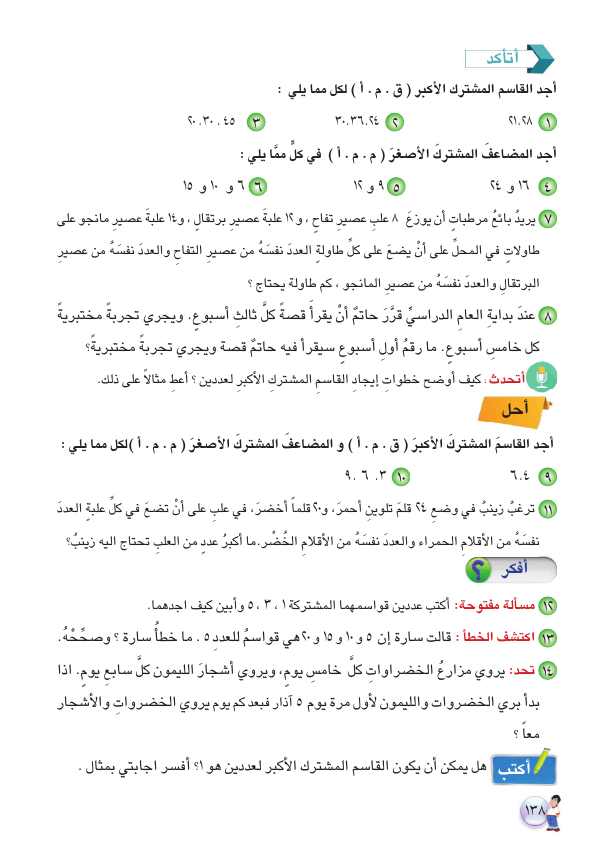 أتأكد
أجد القاسم المشترك الأكبر ( ق . م . أ ) لكل مما يلي :
١ ٢١،٢٨ ٢ ٣٠،٣٦،٢٤ ٣ ٢٠،٣٠،٤٥
أجد المضاعفَ المشتركَ الأصغرَ ( م . م . أ ) في كلٍّ ممَّا يلي:
٤ ١٦ و ٢٤ ٥ ٩ و ١٢ ٦ ٦ و ١٠ و ١٥
٧ يريدُ بائعُ مرطباتٍ أن يوزعَ ٨ علبِ عصيرِ تفاحٍ ، و١٢ علبةَ عصيرِ برتقالٍ ، و١٤ علبةَ عصيرِ مانجو على
طاولاتٍ في المحلِّ على أنْ يضعَ على كلِّ طاولةٍ العددَ نفسَهُ من عصيرِ التفاحِ والعددَ نفسَهُ من عصيرِ
البرتقالِ والعددَ نفسَهُ من عصيرِ المانجو ، كم طاولة يحتاج ؟
٨ عندَ بدايةِ العامِ الدراسيِّ قرَّرَ حاتمٌ أنْ يقرأَ قصةً كلَّ ثالثِ أسبوعٍ. ويجري تجربةً مختبريةً
كل خامسِ أسبوعٍ. ما رقمُ أولِ أسبوعٍ سيقرأُ فيه حاتمٌ قصة ويجري تجربةً مختبريةً؟
أتحدث : كيف أوضح خطواتِ إيجادِ القاسمِ المشتركِ الأكبرِ لعددين ؟ أعطِ مثالاً على ذلك.
أحل
أجد القاسمَ المشتركَ الأكبرَ ( ق . م . أ ) و المضاعفَ المشتركَ الأصغرَ ( م . م . أ )لكل مما يلي :
٩ ٦،٤ ١٠ ٣، ٦ ،٩
١١ ترغبُ زينبُ في وضعِ ٢٤ قلمَ تلوينٍ أحمرَ، و٢٠ قلماً أخضرَ، في علبٍ على أنْ تضعَ في كلِّ علبةٍ العددَ
نفسَهُ من الأقلامِ الحمراء والعددَ نفسَهُ من الأقلامِ الخُضْرِ.ما أكبرُ عددٍ من العلبِ تحتاج اليه زينبُ؟
أفكر ؟
١٢ مسألة مفتوحة: أكتب عددين قواسمهما المشتركة ١ ، ٣ ، ٥ وأبين كيف اجدهما.
١٣ اكتشف الخطأ : قالت سارة إن ٥ و ١٠ و ١٥ و ٢٠هي قواسمُ للعددِ ٥ . ما خطأُ سارة ؟ وصحِّحْهُ.
١٤ تحد: يروي مزارعُ الخضراواتِ كلَّ خامسِ يومٍ، ويروي أشجارَ الليمون كلَّ سابعِ يومٍ. اذا
بدأ بري الخضروات والليمون لأول مرة يوم ٥ آذار فبعد كم يوم يروي الخضرواتِ والأشجار
معاً ؟
أكتب هل يمكن أن يكون القاسم المشترك الأكبر لعددين هو ١؟ أفسر اجابتي بمثال .
١٣٨